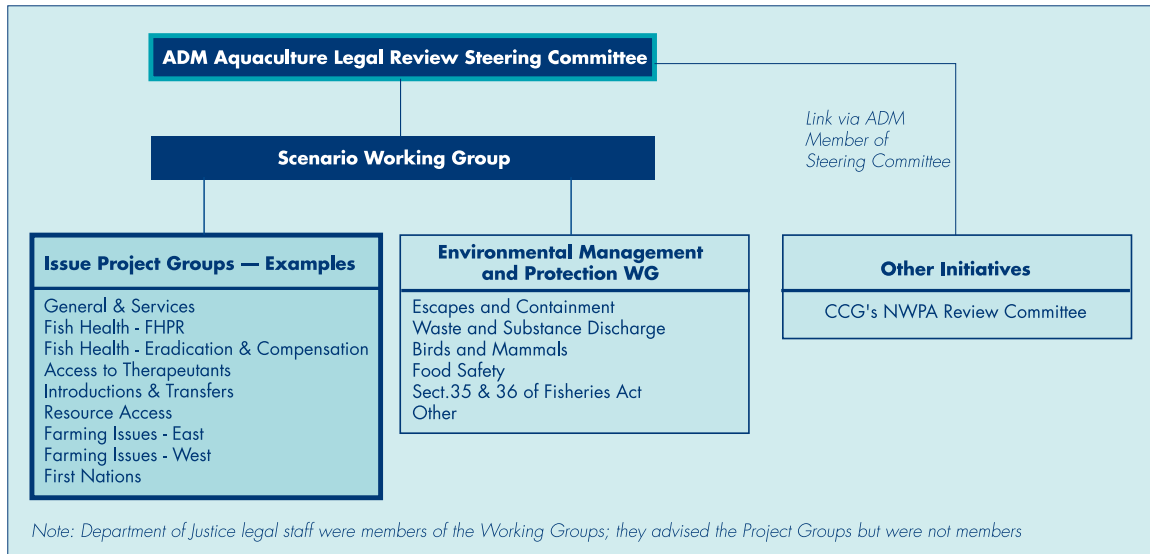 ADM Aquaculture Legal Review Steering Committee
Link via ADM
Member of
Steering Committee
Scenario Working Group
Issue Project Groups — Examples
General & Services
Fish Health - FHPR
Fish Health - Eradication & Compensation
Access to Therapeutants
Introductions & Transfers
Resource Access
Farming Issues - East
Farming Issues - West
First Nations
Environmental Management
and Protection WG
Escapes and Containment
Waste and Substance Discharge
Birds and Mammals
Food Safety
Sect.35 & 36 of Fisheries Act
Other
Other Initiatives
CCG's NWPA Review Committee
Note: Department of Justice legal staff were members of the Working Groups; they advised the Project Groups but were not members